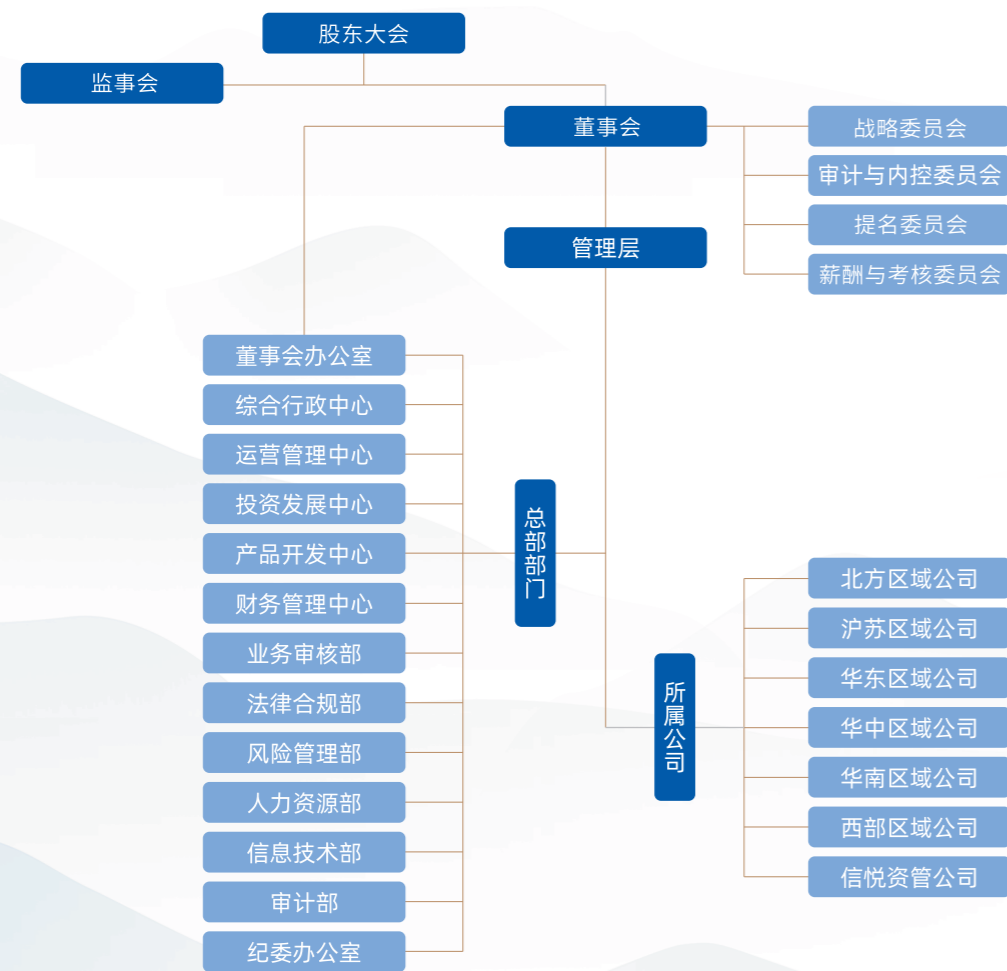 股东大会
监事会
董事会
战略委员会
审计与内控委员会
提名委员会
薪酬与考核委员会
管理层
董事会办公室
综合行政中心
运营管理中心
投资发展中心
产品开发中心
财务管理中心
业务审核部
法律合规部
风险管理部
人力资源部
信息技术部
审计部
纪委办公室
总部部门
所属公司
北方区域公司
沪苏区域公司
华东区域公司
华中区域公司
华南区域公司
西部区域公司
信悦资管公司